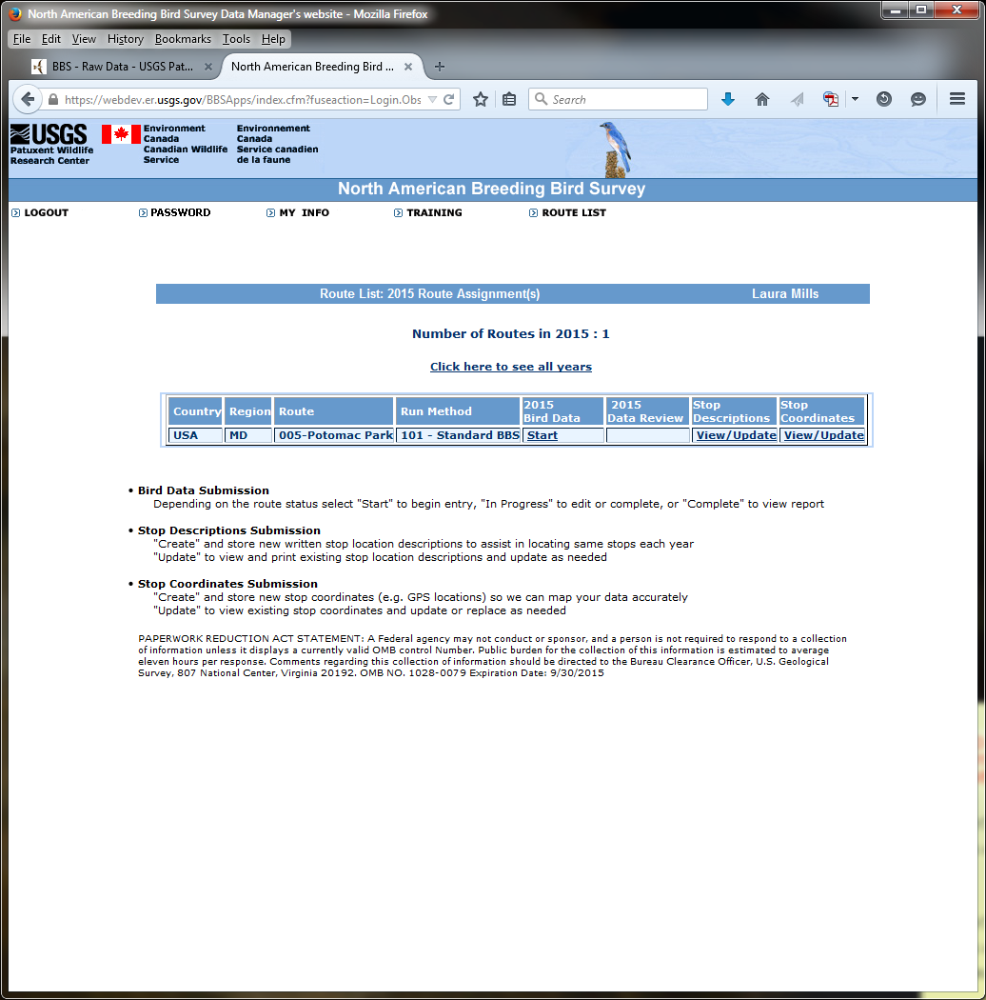 North American Breeding Bird Survey Data Manager's website - Mozilla Firefox
File Edit View History Bookmarks Tools Help
BBS - Raw Data - USGS Pat... × North American Breeding Bird ... × +
https://webdev.er.usgs.gov/BBSApps/index.cfm?fuseaction=Login.Obs Search
USGS
Patuxent Wildlife
Research Center
Environment
Canada
Canadian Wildlife
Service
Environnement
Canada
Service canadien
de la faune
North American Breeding Bird Survey
LOGOUT PASSWORD MY INFO TRAINING ROUTE LIST
Route List: 2015 Route Assignment(s) Laura Mills
Number of Routes in 2015 : 1
Click here to see all years
Country Region Route Run Method 2015 Bird Data 2015 Data Review Stop Descriptions Stop Coordinates
USA MD 005-Potomac Park 101 - Standard BBS Start View/Update View/Update
• Bird Data Submission
Depending on the route status select "Start" to begin entry, "In Progress" to edit or complete, or "Complete" to view report
• Stop Descriptions Submission
"Create" and store new written stop location descriptions to assist in locating same stops each year
"Update" to view and print existing stop location descriptions and update as needed
• Stop Coordinates Submission
"Create" and store new stop coordinates (e.g. GPS locations) so we can map your data accurately
"Update" to view existing stop coordinates and update or replace as needed
PAPERWORK REDUCTION ACT STATEMENT: A Federal agency may not conduct or sponsor, and a person is not required to respond to a collection
of information unless it displays a currently valid OMB control Number. Public burden for the collection of this information is estimated to average
eleven hours per response. Comments regarding this collection of information should be directed to the Bureau Clearance Officer, U.S. Geological
Survey, 807 National Center, Virginia 20192. OMB NO. 1028-0079 Expiration Date: 9/30/2015